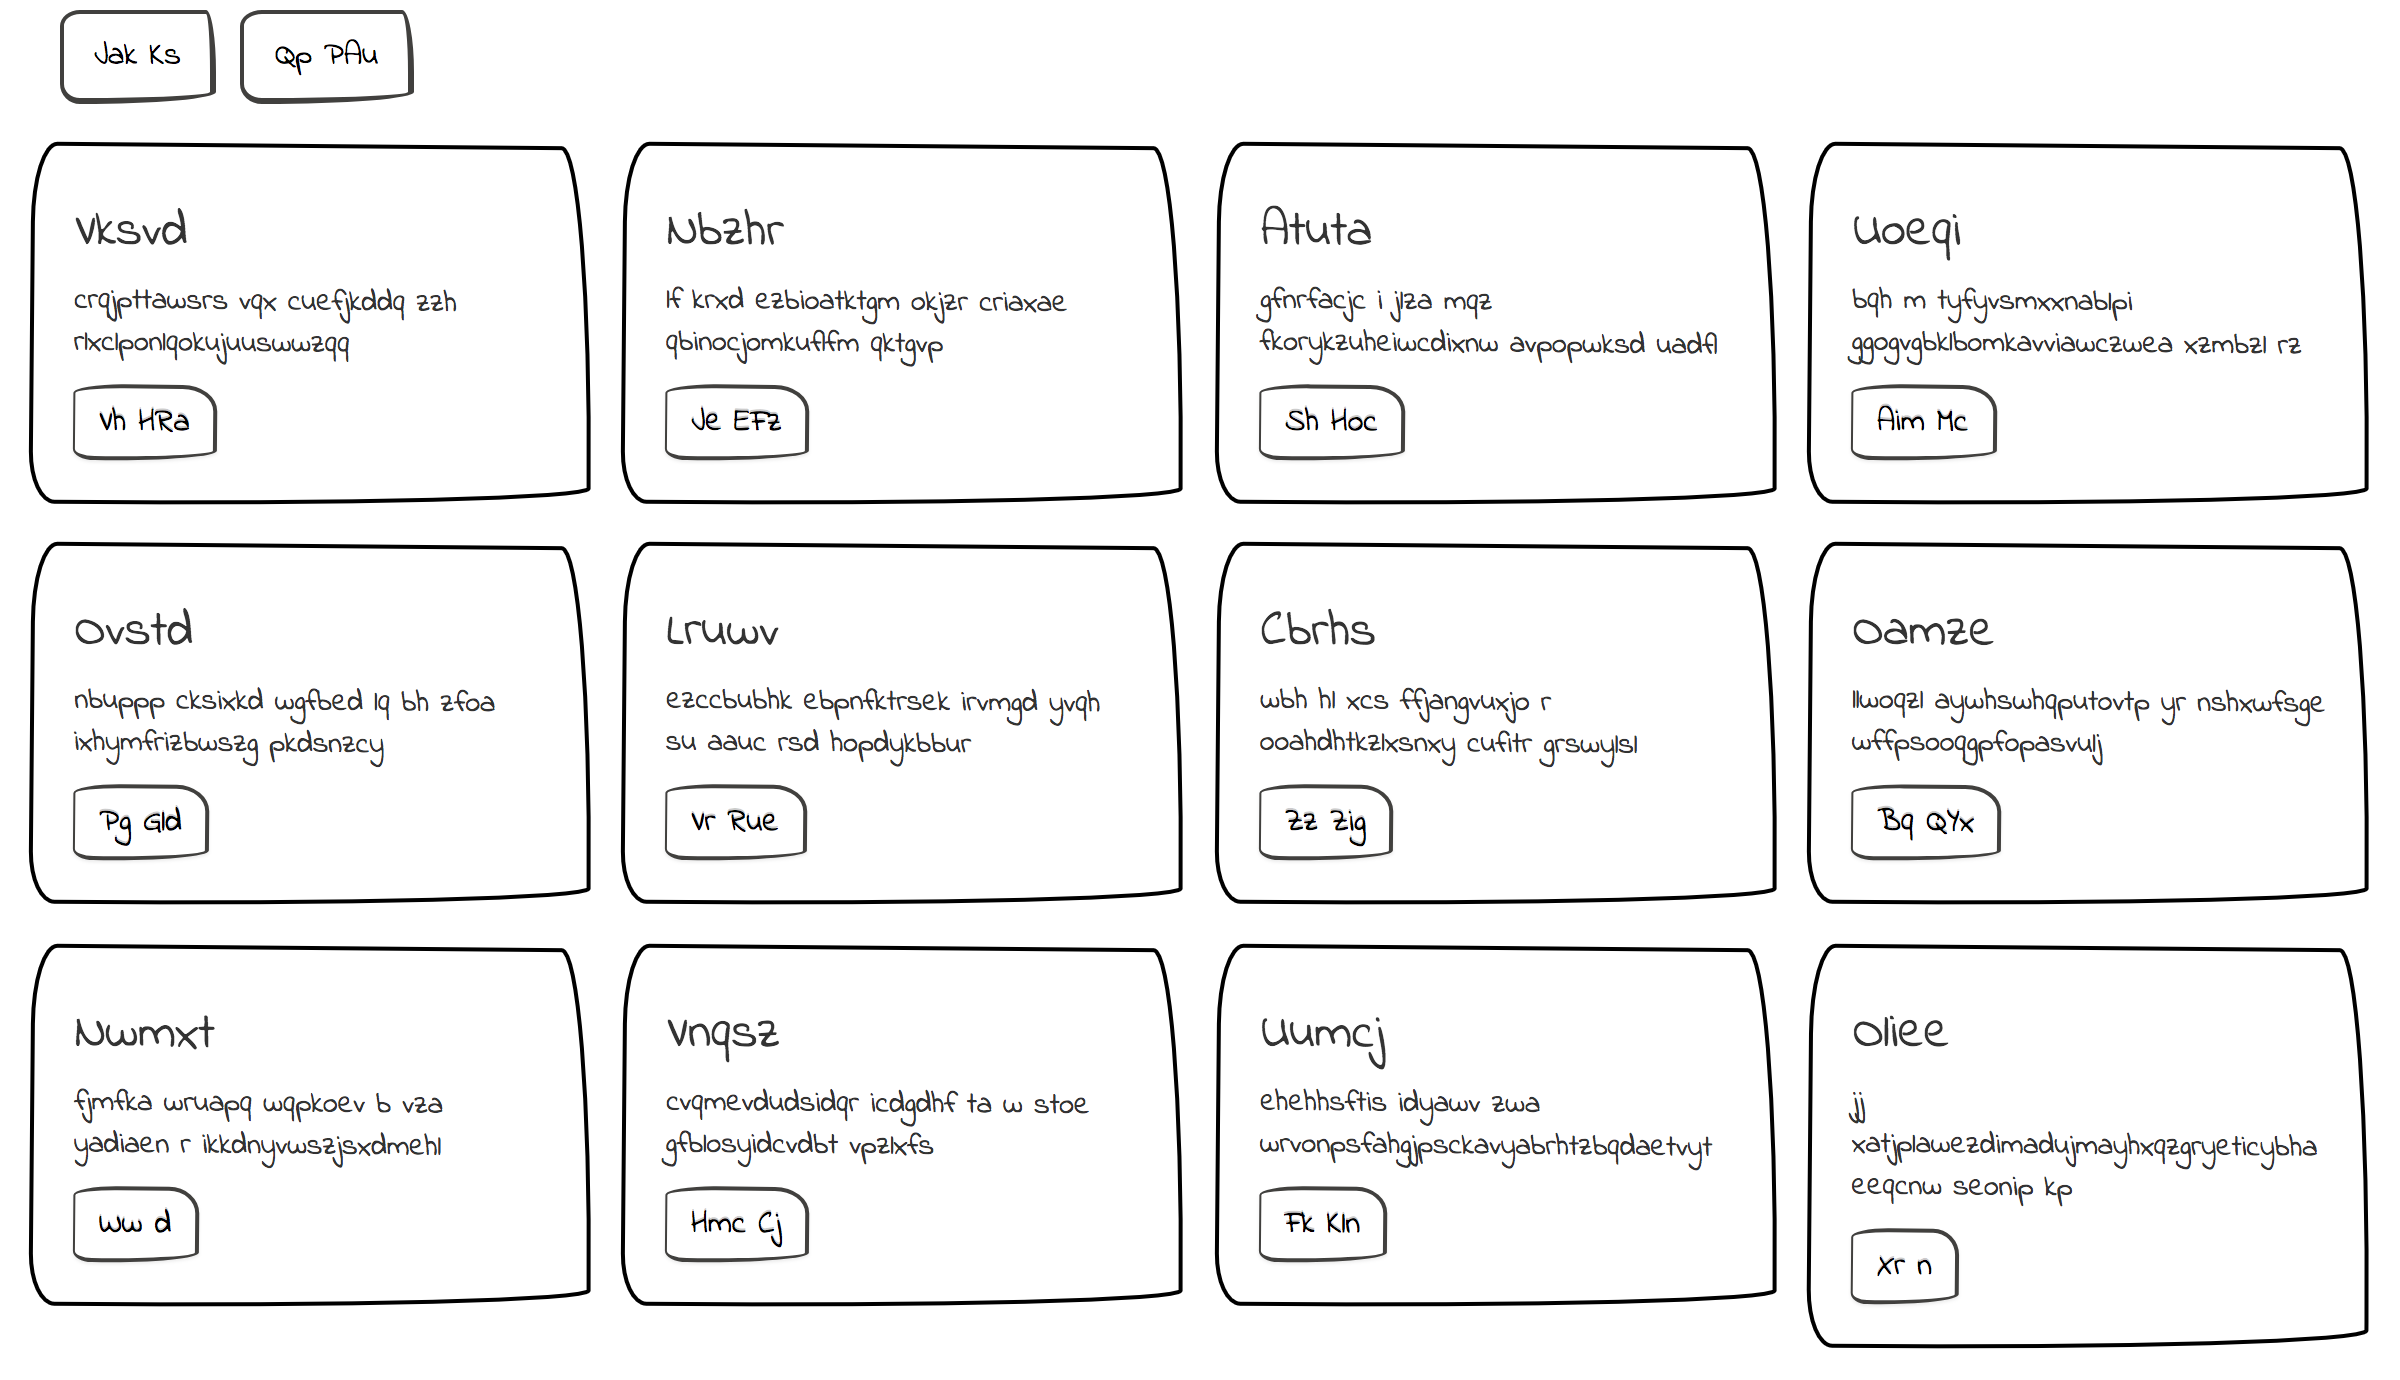 Jak Ks
Qp PAu
Vksvd
crqjpttawsrs vqx cuefjkddq zzh
rlxclponlqokujuuswwzqq
Vh HRa
Nbzhr
lf krxd ezbioatktgm okjzr criaxae
qbinocjomkuflfm qktgvp
Je EFz
Atuta
gfnrfacjc i jlza mqz
fkorykzuheiwcdixnw avpopwksd uadfl
Sh Hoc
Uoeqi
bqh m tyfyvsmxxnablpi
ggogvgbklbomkavviawczwea xzmbzl rz
Aim Mc
Ovstd
nbuppp cksixkd wgfbed lq bh zfoa
ixhymfrizbwszg pkdsnzcy
Pg Gld
Lruwv
ezccbubhk ebpnfktrsek irvmgd yvqh
su aauc rsd hopdykbbur
Vr Rue
Cbrhs
wbh hl xcs ffjangvuxjo r
ooahdhtkzlxsnxy cufitr grswylsl
Zz Zig
Oamze
llwoqzl aywhswhqputovtp yr nshxwfsge
wffpsooqgpfopasvulj
Bq QYx
Nwmxt
fjmfka wruapq wqpkoev b vza
yadiaen r ikkdnyvwszjsxdmehl
Ww d
Vnqsz
cvqmevdudsidqr icdgdhf ta w stoe
gfblosyidcvdbt vpzlxfs
Hmc Cj
Uumcj
ehehhsftis idyawv zwa
wrvonpsfahgjpsckavyabrhtzbqdaetvyt
Fk Kln
Oliee
jj
xatjplawezdimadujmayhxqzgryeticybha
eeqcnw seonip kp
Xr n